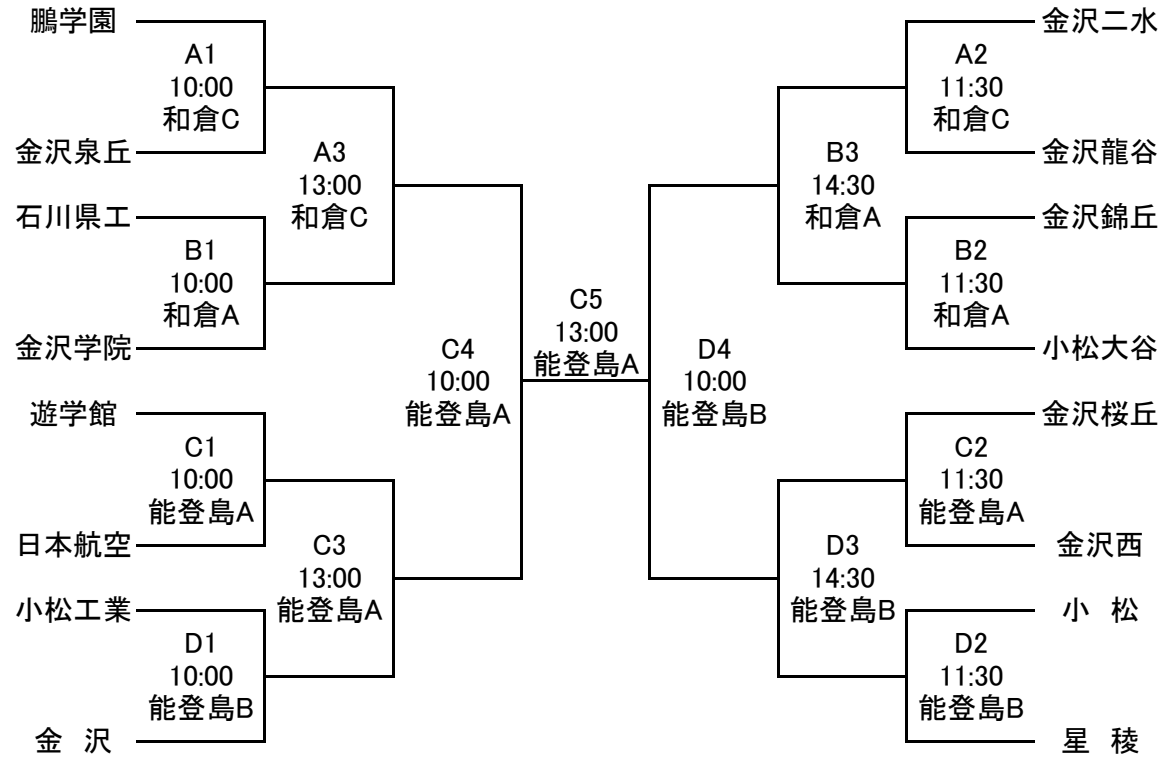 鵬学園
A1
10:00
和倉C
金沢泉丘
A3
13:00
和倉C
石川県工
B1
10:00
和倉A
金沢学院
C4
10:00
能登島A
遊学館
C1
10:00
能登島A
日本航空
C3
13:00
能登島A
小松工業
D1
10:00
能登島B
金 沢
C5
13:00
能登島A
金沢二水
A2
11:30
和倉C
金沢龍谷
B3
14:30
和倉A
金沢錦丘
B2
11:30
和倉A
小松大谷
D4
10:00
能登島B
金沢桜丘
C2
11:30
能登島A
金沢西
D3
14:30
能登島B
小 松
D2
11:30
能登島B
星 稜